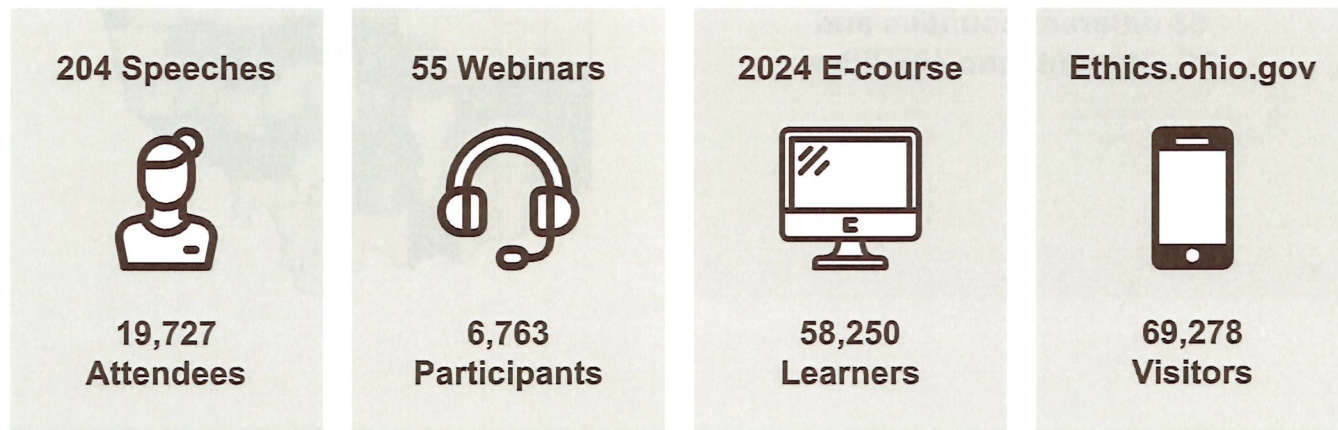 204 Speeches
19,727
Attendees
55 Webinars
6,763
Participants
2024 E-course
58,250
Learners
Ethics.ohio.gov
69,278
Visitors